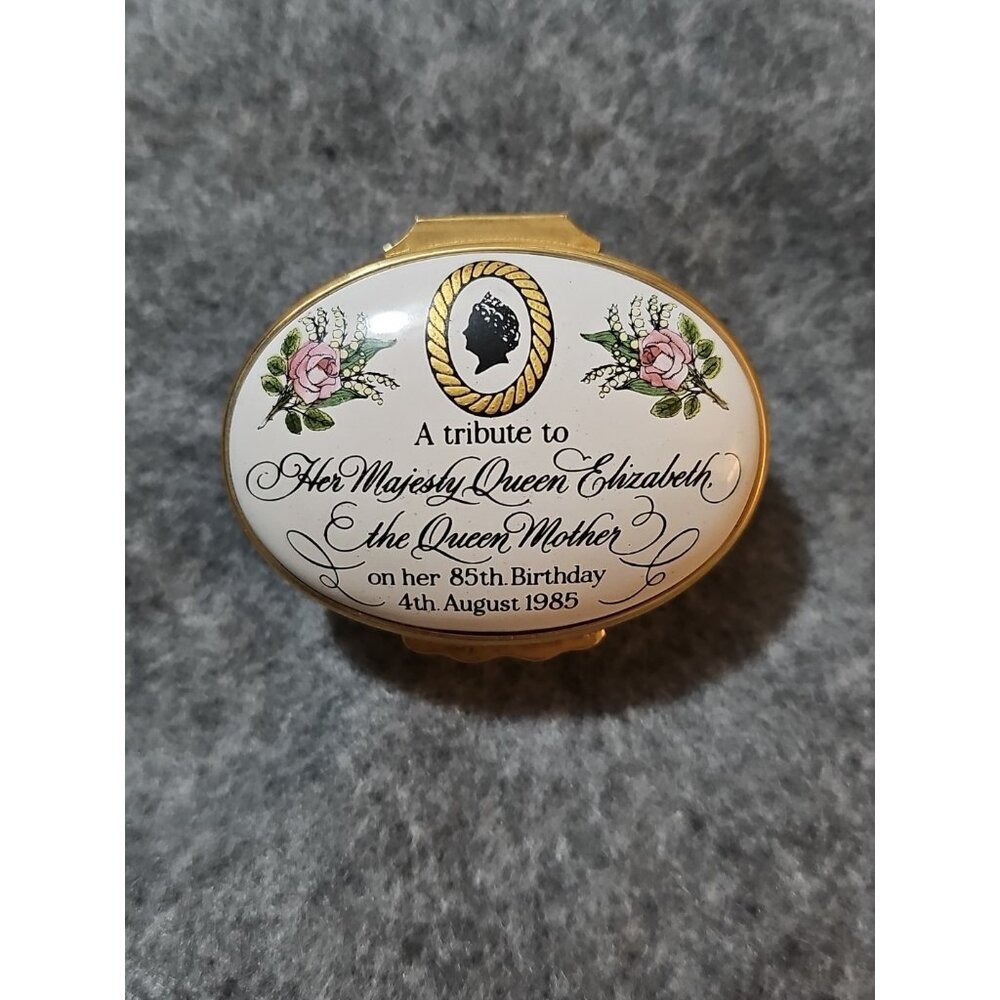 A tribute to
Her Majesty Queen Elizabeth,
the Queen Mother
on her 85th. Birthday
4th. August 1985